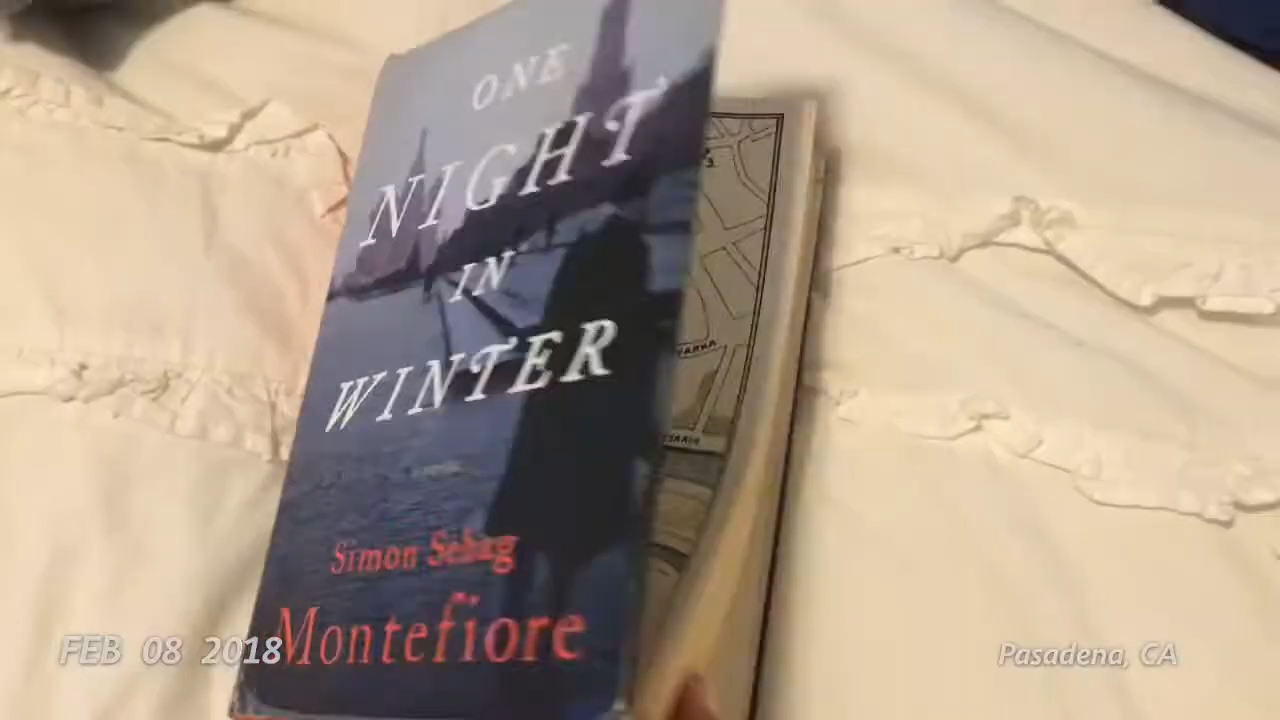 ONE
NIGHT
IN
WINTER
Simon Sebag
Montefiore
FEB 08 2018
Pasadena, CA